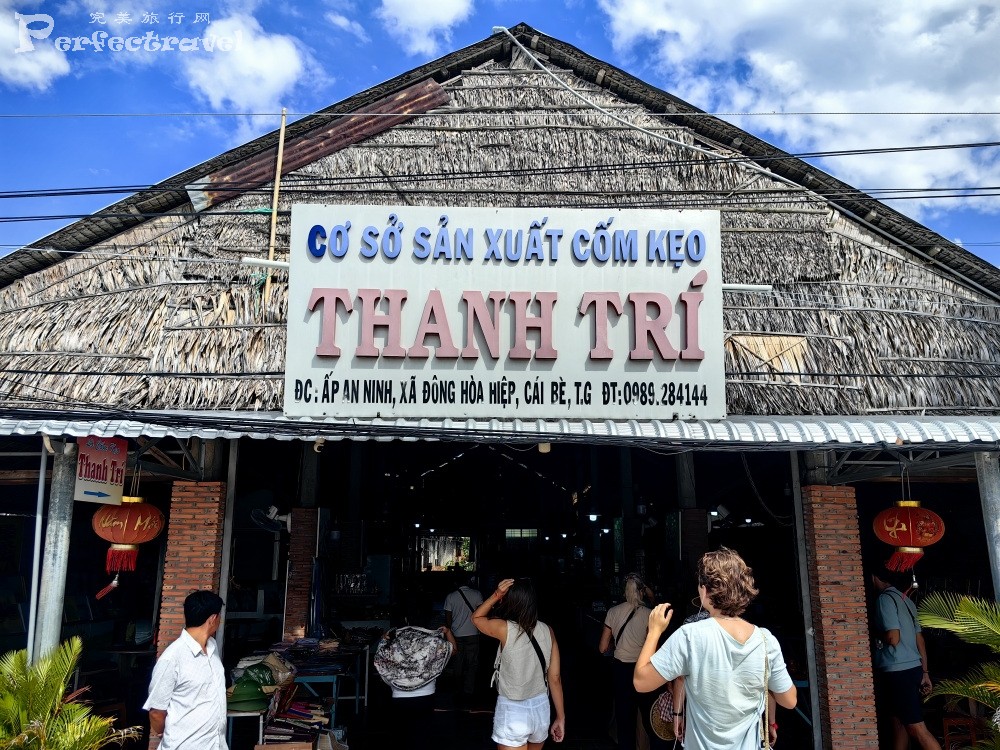 完美旅行网
Perfectravel
CƠ SỞ SẢN XUẤT CỐM KẸO
THANH TRÍ
ĐC : ẤP AN NINH, XÃ ĐÔNG HÒA HIỆP, CÁI BÈ, T.G ĐT:0989.284144
Thanh Trí